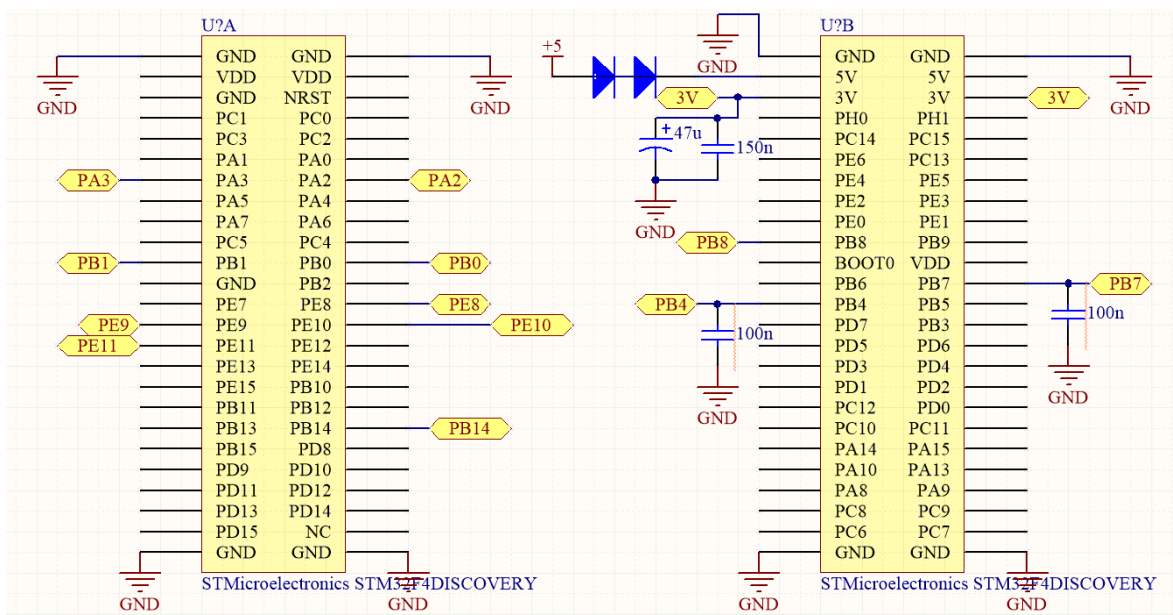 U?A
U?B
+5
GND GND
GND GND
GND GND
VDD VDD
5V 5V
GND NRST
3V 3V 3V 3V
GND GND
GND
PC1 PC0
PH0 PH1
PC3 PC2
47u 150n
PC14 PC15
PA1 PA0
PE6 PC13
PA3 PA3 PA2 PA2
PE4 PE5
PA5 PA4
PE2 PE3
PA7 PA6
GND
PE0 PE1
PC5 PC4
PB8 PB8 PB9
PB1 PB1 PB0 PB0
BOOT0 VDD
GND PB2
PB6 PB7 PB7
PE7 PE8 PE8
PB4 PB4 PB5
PE9 PE9 PE10 PE10
100n
PD7 PB3
100n
PE11 PE11 PE12
PD5 PD6
PE13 PE14
PD3 PD4
PE15 PB10
PD1 PD2
GND
PB11 PB12
GND
PC12 PD0
PB13 PB14 PB14
PC10 PC11
PB15 PD8
PA14 PA15
PD9 PD10
PA10 PA13
PD11 PD12
PA8 PA9
PD13 PD14
PC8 PC9
PD15 NC
PC6 PC7
GND GND
GND GND
STMicroelectronics STM32F4DISCOVERY
STMicroelectronics STM32F4DISCOVERY
GND GND
GND GND